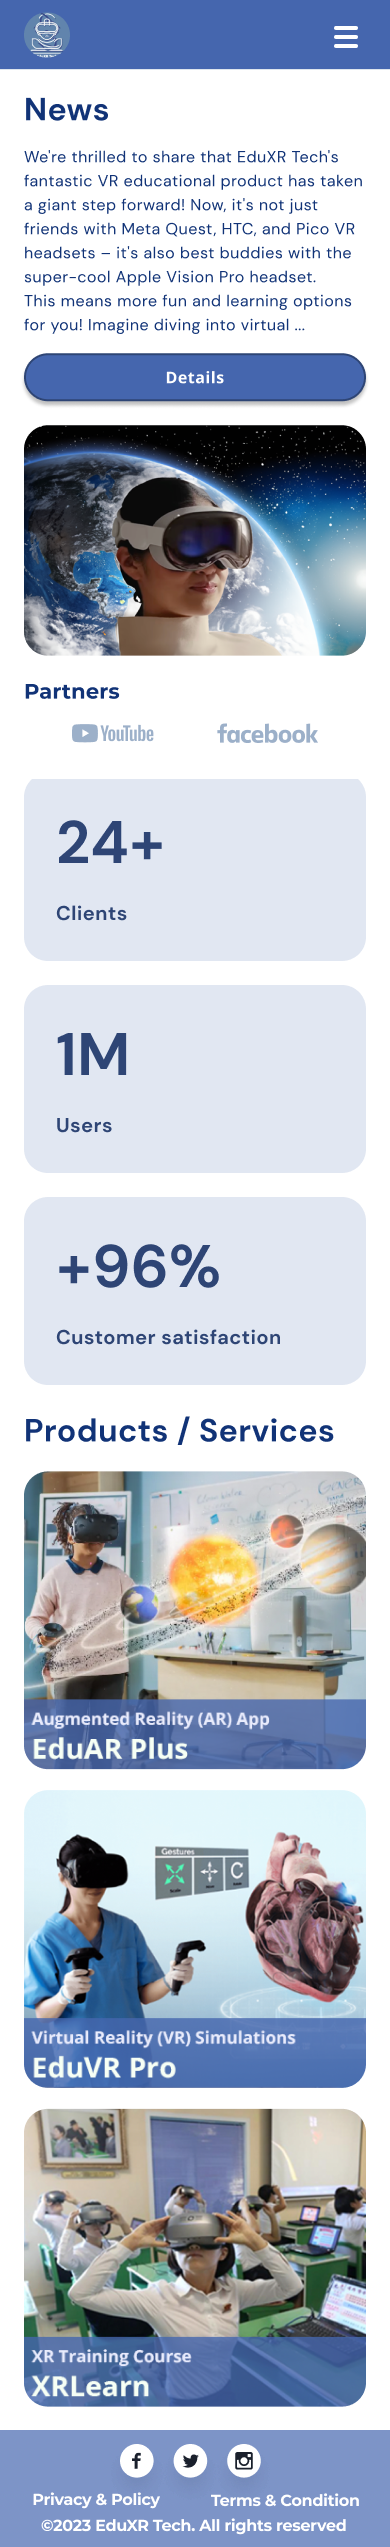 News
We're thrilled to share that EduXR Tech's
fantastic VR educational product has taken
a giant step forward! Now, it's not just
friends with Meta Quest, HTC, and Pico VR
headsets – it's also best buddies with the
super-cool Apple Vision Pro headset.
This means more fun and learning options
for you! Imagine diving into virtual ...
Details
Partners
YouTube
facebook
24+
Clients
1M
Users
+96%
Customer satisfaction
Products / Services
Augmented Reality (AR) App
EduAR Plus
Gestures
Virtual Reality (VR) Simulations
EduVR Pro
XR Training Course
XRLearn
Privacy & Policy
Terms & Condition
©2023 EduXR Tech. All rights reserved